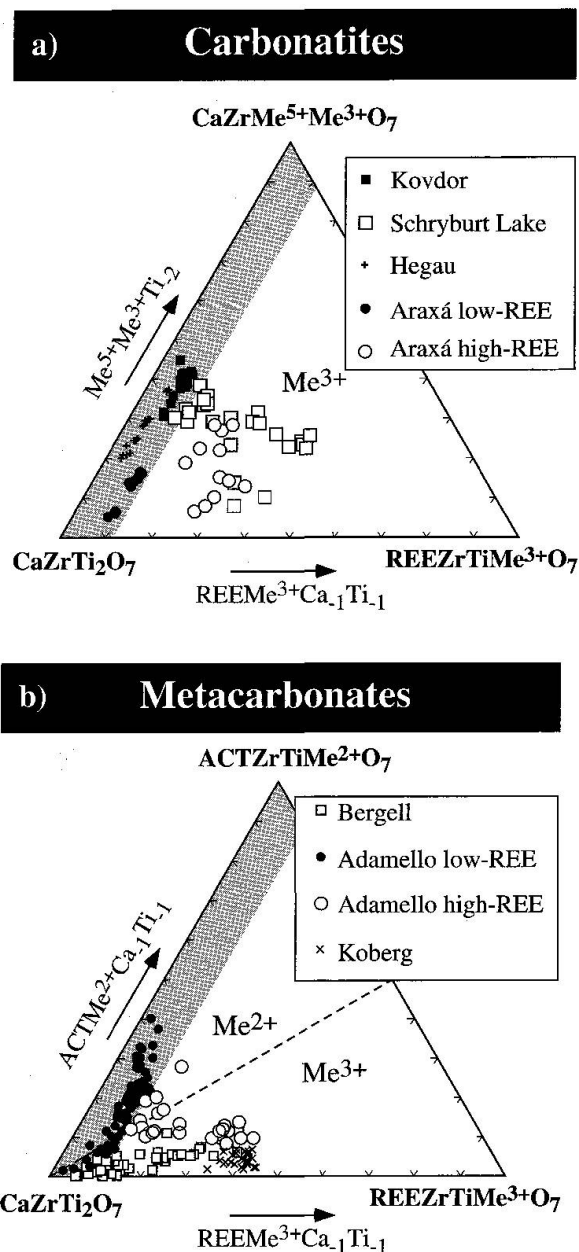 a) Carbonatites
CaZrMe⁵⁺Me³⁺O₇
Kovdor
Schryburt Lake
Hegau
Araxá low-REE
Araxá high-REE
Me⁵⁺Me³⁺Ti₋₂
Me³⁺
CaZrTi₂O₇
REEZrTiMe³⁺O₇
REEMe³⁺Ca₋₁Ti₋₁
b) Metacarbonates
ACTZrTiMe²⁺O₇
Bergell
Adamello low-REE
Adamello high-REE
Koberg
ACTMe²⁺Ca₋₁Ti₋₁
Me²⁺
Me³⁺
CaZrTi₂O₇
REEZrTiMe³⁺O₇
REEMe³⁺Ca₋₁Ti₋₁